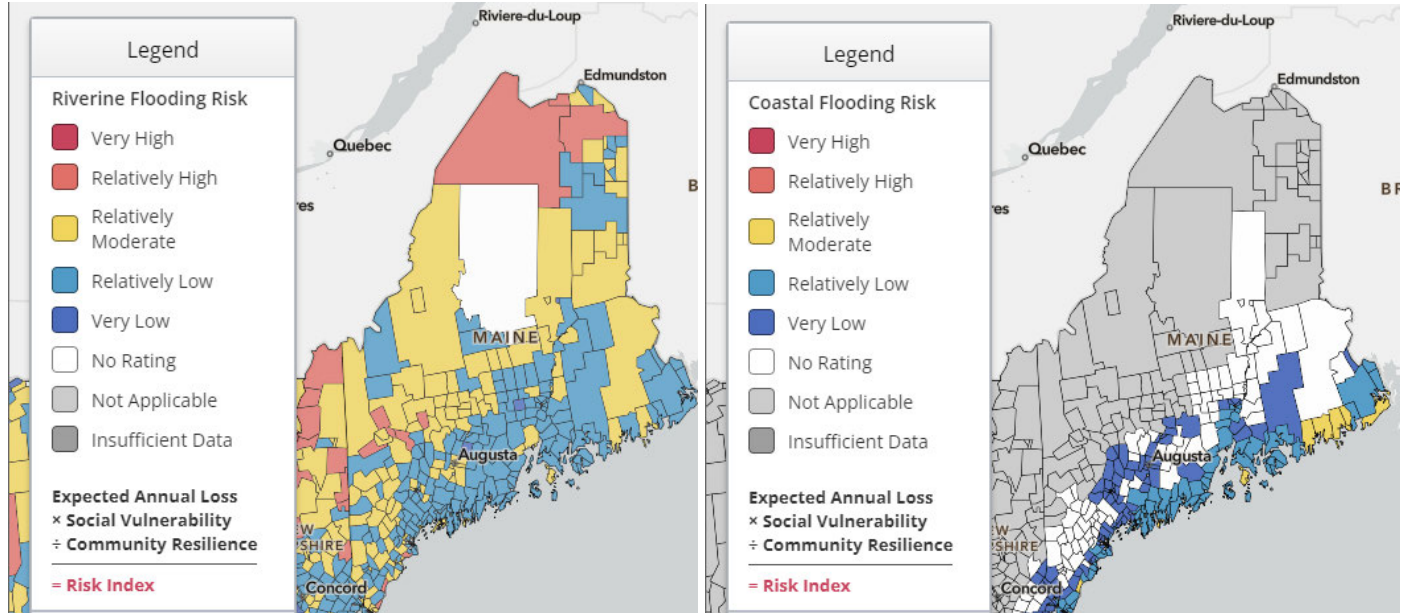 Legend
Riverine Flooding Risk
Very High
Relatively High
Relatively
Moderate
Relatively Low
Very Low
No Rating
Not Applicable
Insufficient Data
Expected Annual Loss
× Social Vulnerability
÷ Community Resilience
= Risk Index
Riviere-du-Loup
Edmundston
Quebec
B
res
MAINE
Augusta
W
SHIRE
Concord
Legend
Coastal Flooding Risk
Very High
Relatively High
Relatively
Moderate
Relatively Low
Very Low
No Rating
Not Applicable
Insufficient Data
Expected Annual Loss
× Social Vulnerability
÷ Community Resilience
= Risk Index
Riviere-du-Loup
Edmundston
Quebec
BR
es
MAINE
Augusta
W
SHIRE
Concord